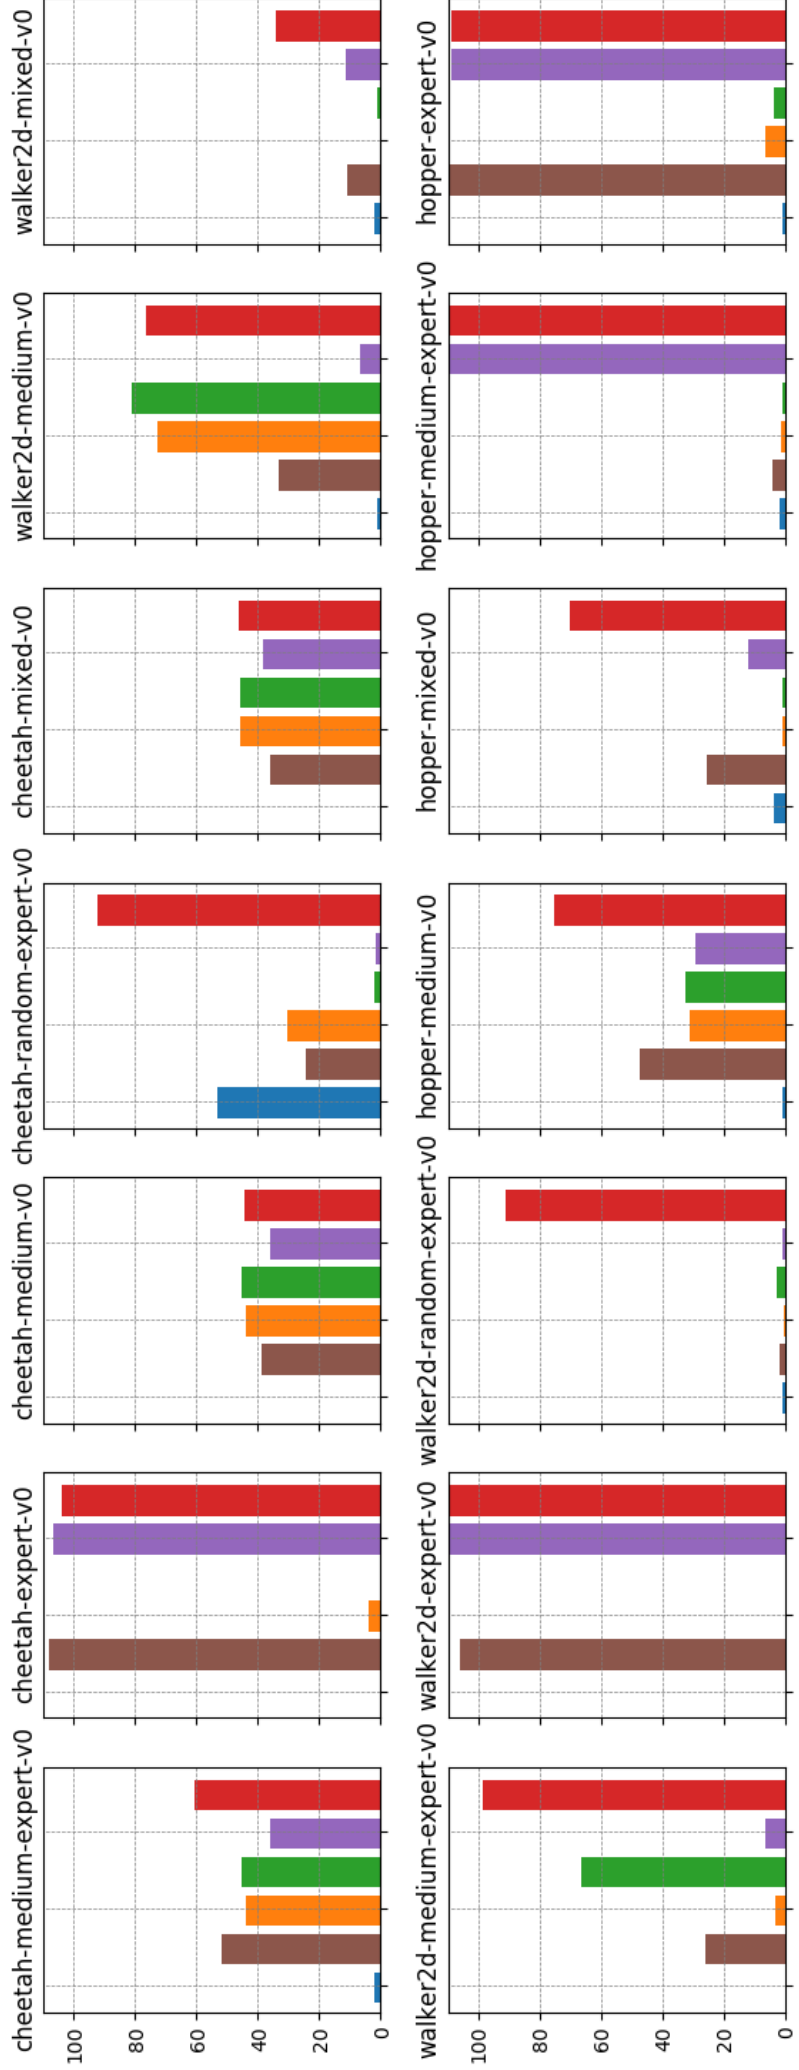 cheetah-medium-expert-v0
cheetah-expert-v0
cheetah-medium-v0
cheetah-random-expert-v0
cheetah-mixed-v0
walker2d-medium-v0
walker2d-mixed-v0
100
80
60
40
20
0
walker2d-medium-expert-v0
walker2d-expert-v0
walker2d-random-expert-v0
hopper-medium-v0
hopper-mixed-v0
hopper-medium-expert-v0
hopper-expert-v0
100
80
60
40
20
0